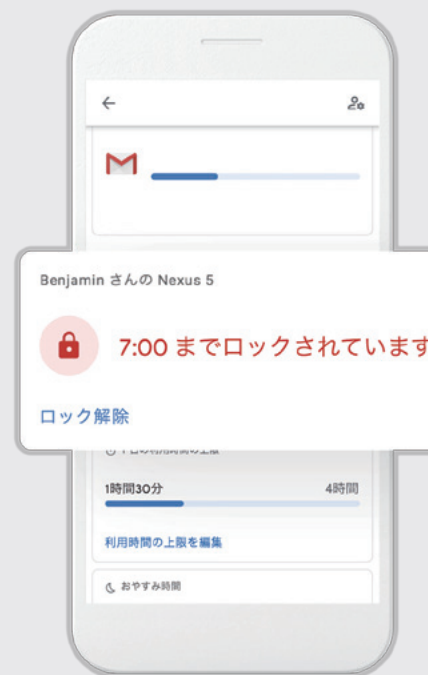 Benjamin さんの Nexus 5
7:00 までロックされています
ロック解除
1時間30分
4時間
利用時間の上限を編集
おやすみ時間